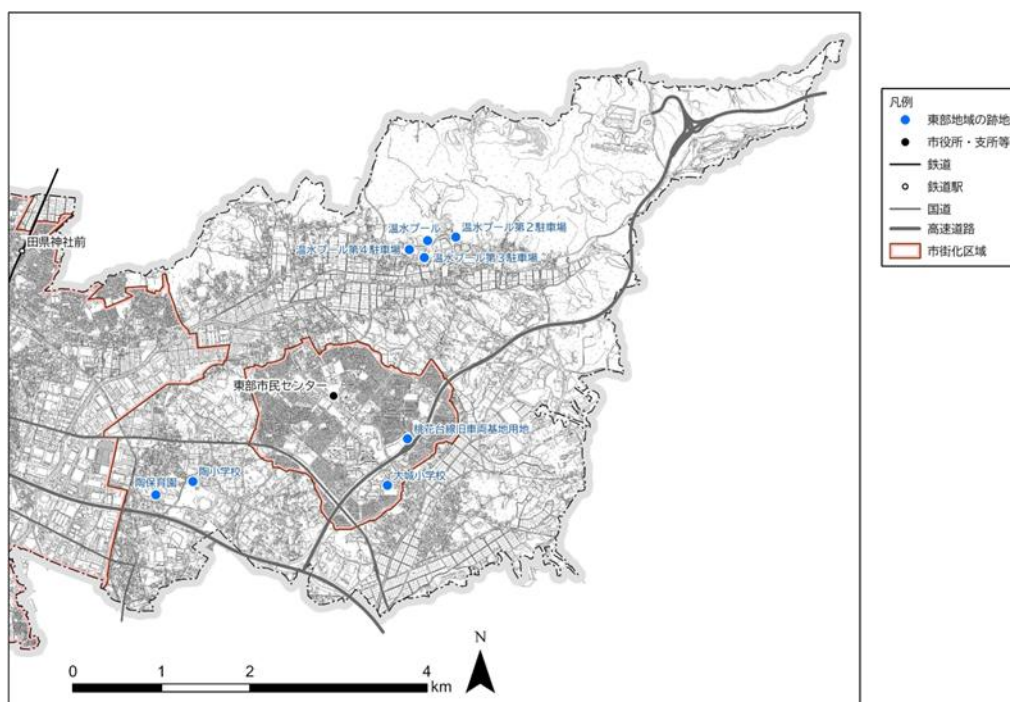 凡例
東部地域の跡地
市役所・支所等
鉄道
鉄道駅
国道
高速道路
市街化区域
田県神社前
温水プール
温水プール第2駐車場
温水プール第4駐車場
温水プール第3駐車場
東部市民センター
桃花台線旧車両基地用地
大城小学校
陶小学校
陶保育園
N
0 1 2 4
km